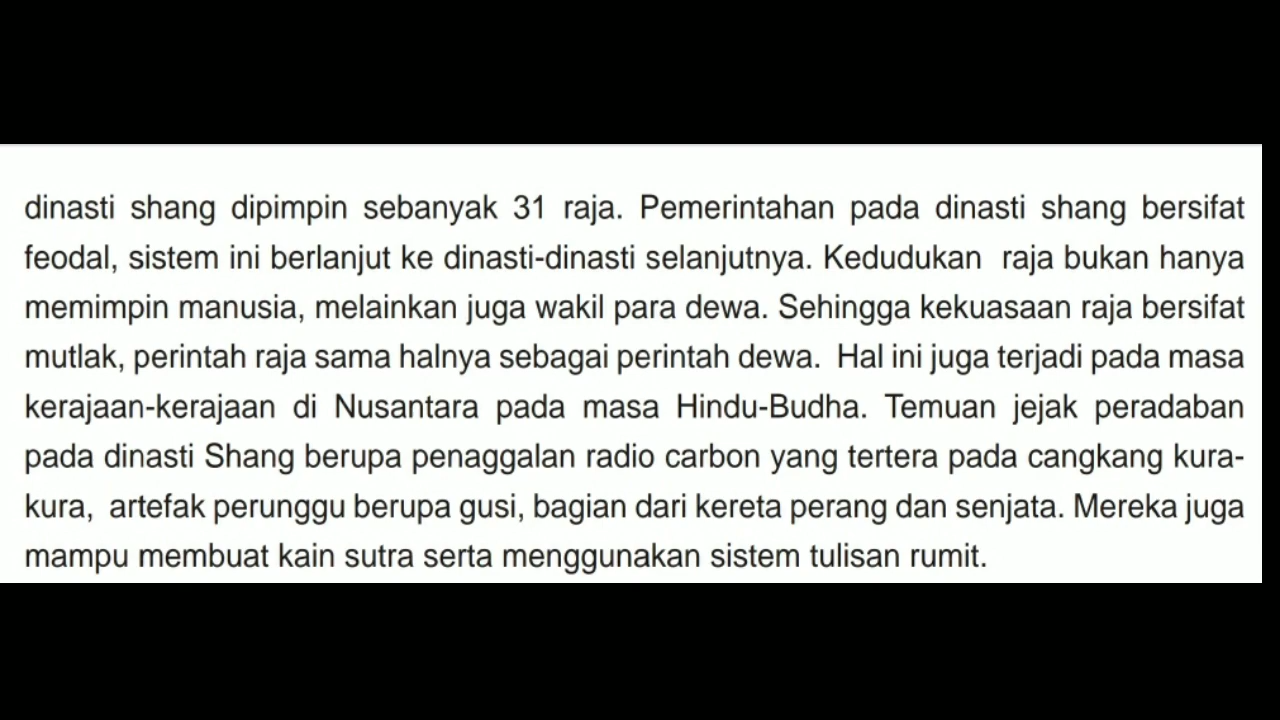 dinasti shang dipimpin sebanyak 31 raja. Pemerintahan pada dinasti shang bersifat
feodal, sistem ini berlanjut ke dinasti-dinasti selanjutnya. Kedudukan raja bukan hanya
memimpin manusia, melainkan juga wakil para dewa. Sehingga kekuasaan raja bersifat
mutlak, perintah raja sama halnya sebagai perintah dewa. Hal ini juga terjadi pada masa
kerajaan-kerajaan di Nusantara pada masa Hindu-Budha. Temuan jejak peradaban
pada dinasti Shang berupa penaggalan radio carbon yang tertera pada cangkang kura-
kura, artefak perunggu berupa gusi, bagian dari kereta perang dan senjata. Mereka juga
mampu membuat kain sutra serta menggunakan sistem tulisan rumit.